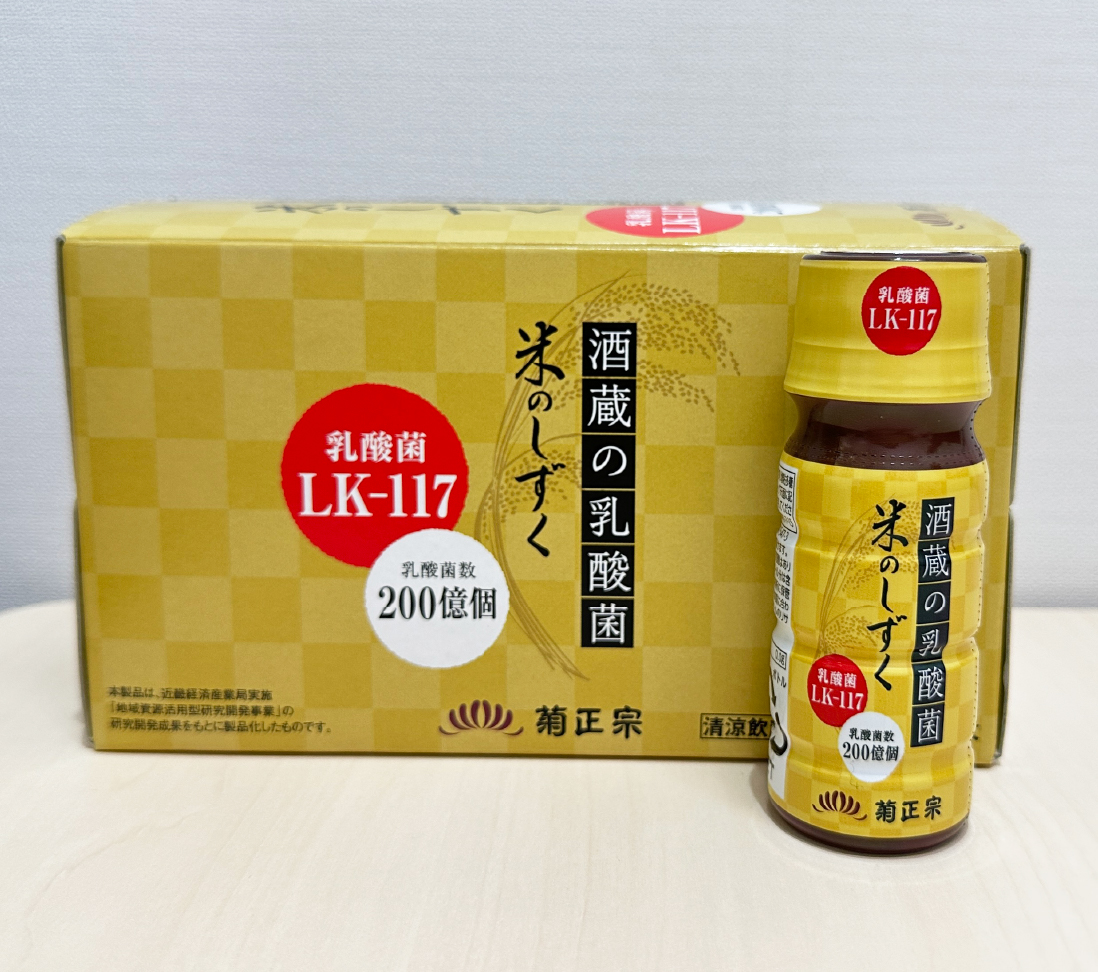 乳酸菌
LK-117
酒蔵の乳酸菌
米のしずく
乳酸菌
LK-117
乳酸菌数
200億個
本製品は、近畿経済産業局実施
「地域資源活用型研究開発事業」の
研究開発成果をもとに製品化したものです。
菊正宗
清涼飲
乳酸菌
LK-117
酒蔵の乳酸菌
米のしずく
乳酸菌
LK-117
乳酸菌数
200億個
菊正宗